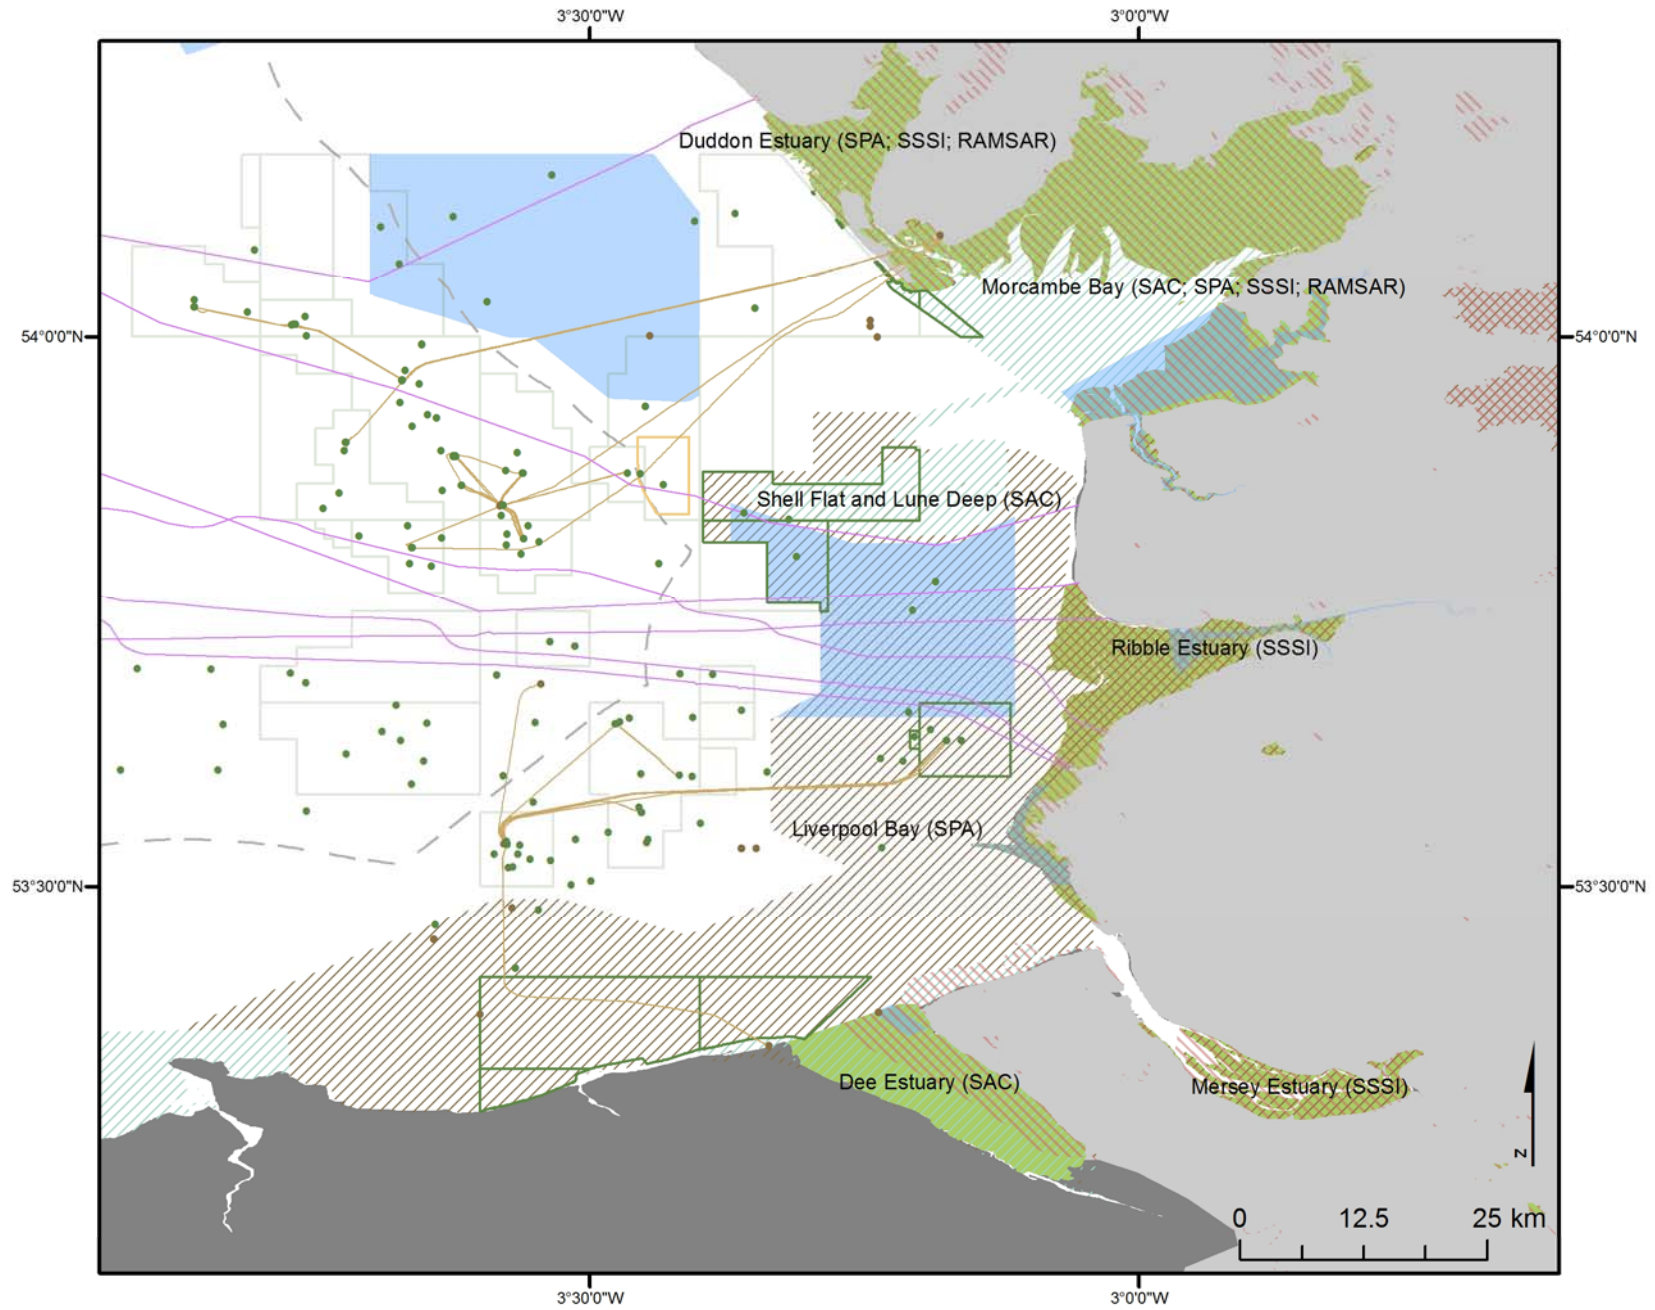 3°30'0"W 3°0'0"W
Duddon Estuary (SPA; SSSI; RAMSAR)
Morcambe Bay (SAC; SPA; SSSI; RAMSAR)
54°0'0"N 54°0'0"N
Shell Flat and Lune Deep (SAC)
Ribble Estuary (SSSI)
Liverpool Bay (SPA)
53°30'0"N 53°30'0"N
Dee Estuary (SAC)
Mersey Estuary (SSSI)
N
0 12.5 25 km
3°30'0"W 3°0'0"W